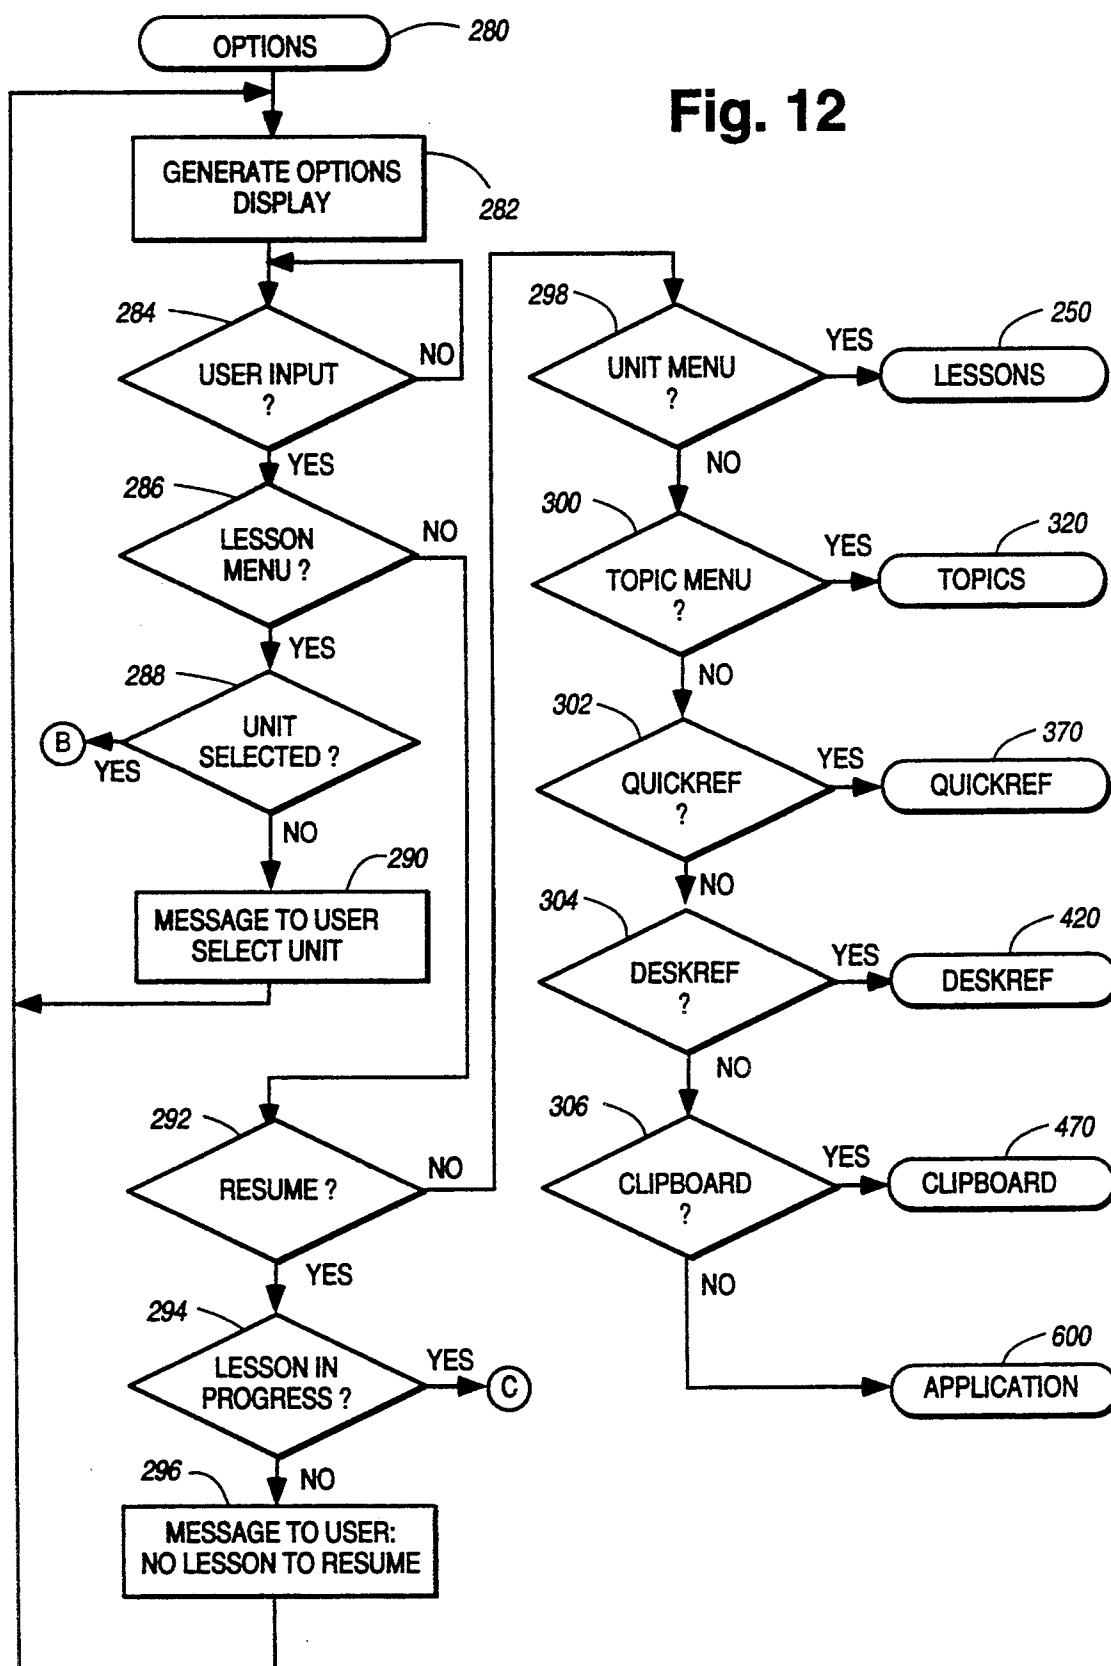 OPTIONS
280
Fig. 12
GENERATE OPTIONS
DISPLAY
282
284
USER INPUT
?
NO
YES
286
LESSON
MENU ?
NO
YES
288
UNIT
SELECTED ?
B
YES
NO
290
MESSAGE TO USER
SELECT UNIT
292
RESUME ?
NO
YES
294
LESSON IN
PROGRESS ?
YES
C
NO
296
MESSAGE TO USER:
NO LESSON TO RESUME
298
UNIT MENU
?
YES
250
LESSONS
NO
300
TOPIC MENU
?
YES
320
TOPICS
NO
302
QUICKREF
?
YES
370
QUICKREF
NO
304
DESKREF
?
YES
420
DESKREF
NO
306
CLIPBOARD
?
YES
470
CLIPBOARD
NO
600
APPLICATION